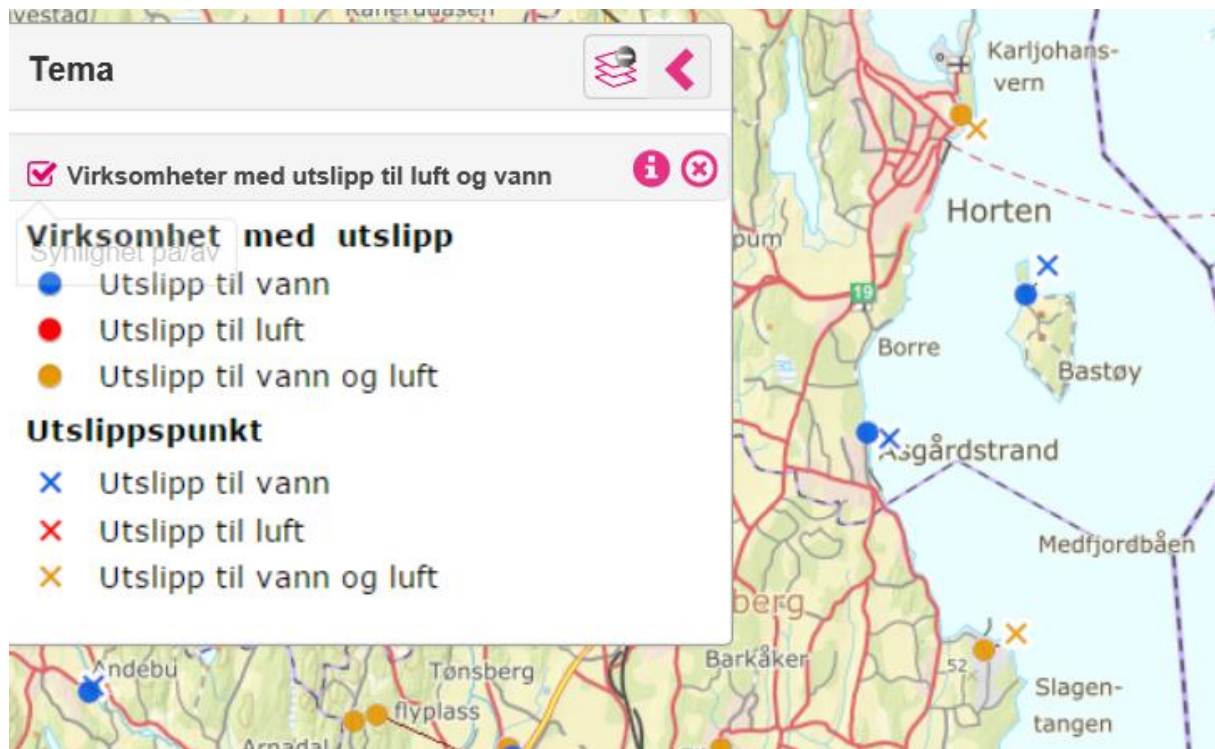 Tema
Virksomheter med utslipp til luft og vann
Virksomhet med utslipp
Synlighet på/av
Utslipp til vann
Utslipp til luft
Utslipp til vann og luft
Utslippspunkt
Utslipp til vann
Utslipp til luft
Utslipp til vann og luft
Karljohans-
vern
Horten
19
Borre
Bastøy
Åsgårdstrand
Medfjordbåen
berg
Barkåker
52
Slagen-
tangen
Andebu
Tønsberg
flyplass
Arnadal